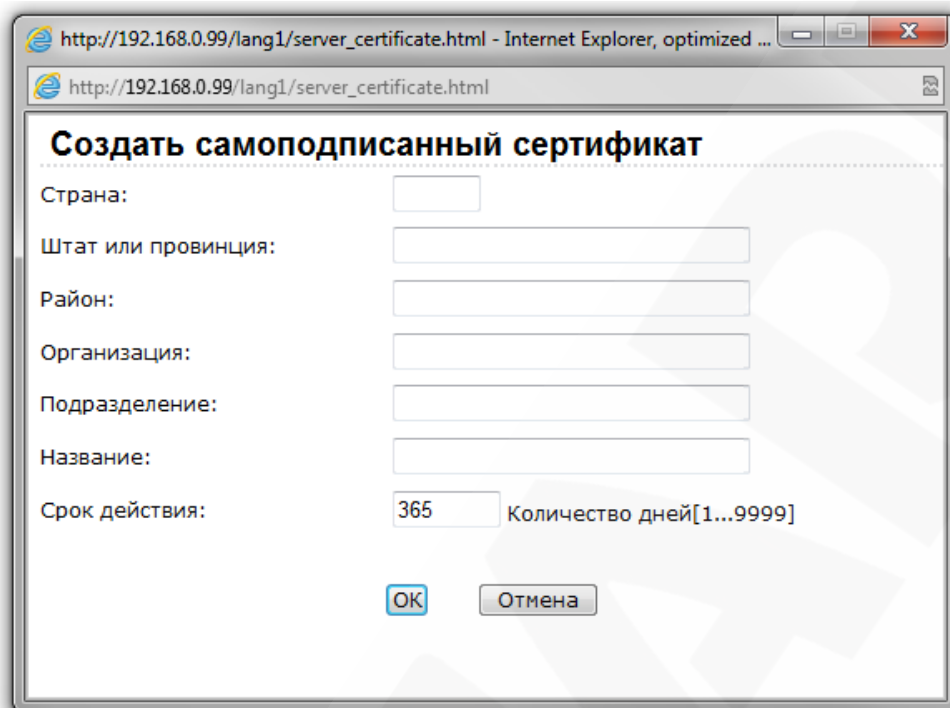 http://192.168.0.99/lang1/server_certificate.html - Internet Explorer, optimized ...
http://192.168.0.99/lang1/server_certificate.html
Создать самоподписанный сертификат
Страна:
Штат или провинция:
Район:
Организация:
Подразделение:
Название:
Срок действия: 365 Количество дней[1...9999]
OK Отмена